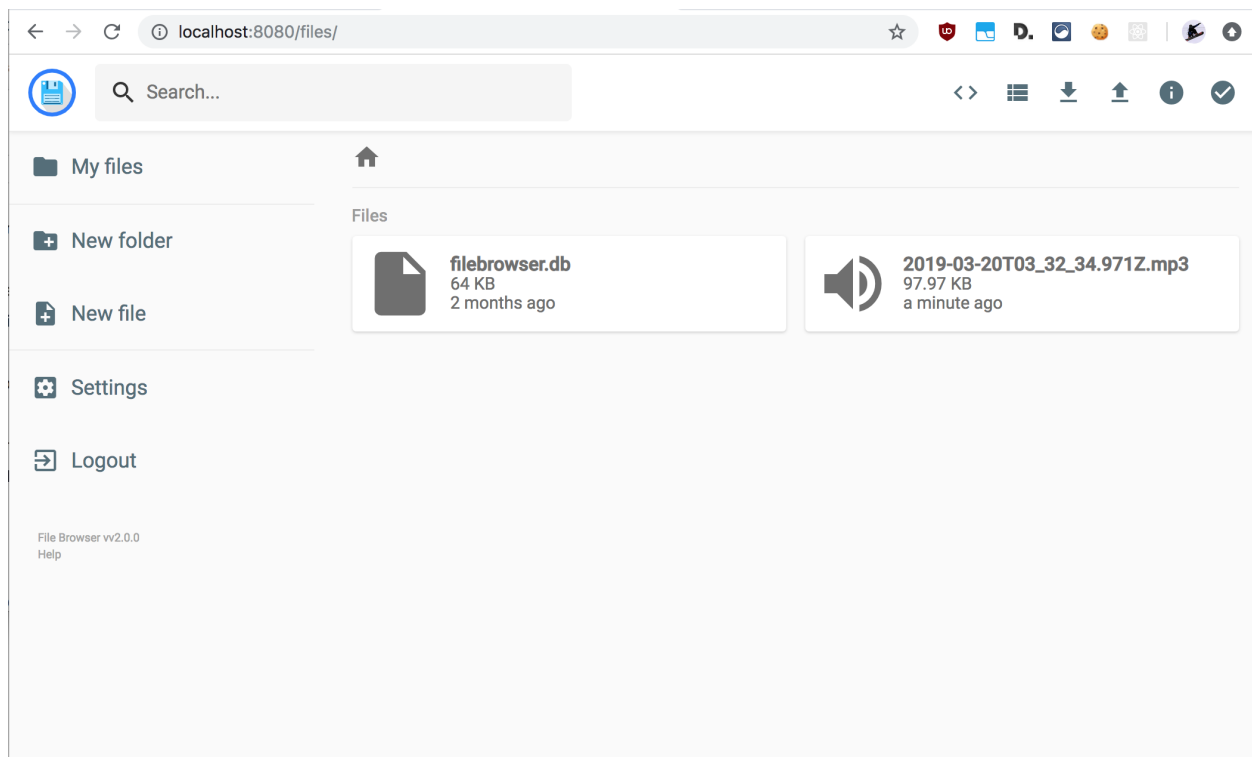 localhost:8080/files/
D.
Search...
My files
New folder
New file
Settings
Logout
File Browser vv2.0.0
Help
Files
filebrowser.db
64 KB
2 months ago
2019-03-20T03_32_34.971Z.mp3
97.97 KB
a minute ago